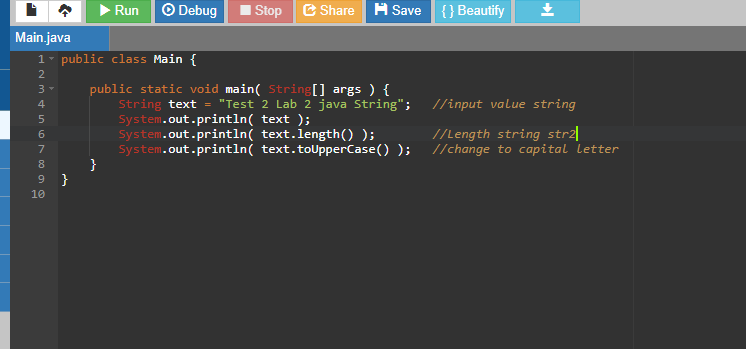 Run Debug Stop Share Save { } Beautify
Main.java
1 public class Main {
2
3 public static void main( String[] args ) {
4 String text = "Test 2 Lab 2 java String"; //input value string
5 System.out.println( text );
6 System.out.println( text.length() ); //Length string str2
7 System.out.println( text.toUpperCase() ); //change to capital letter
8 }
9 }
10